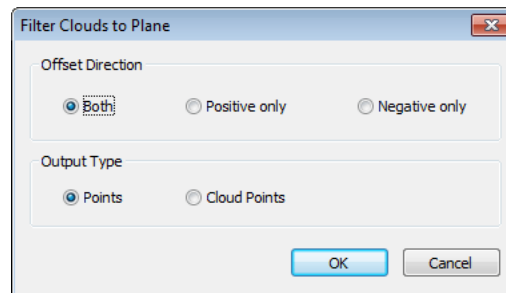 Filter Clouds to Plane
Offset Direction
Both Positive only Negative only
Output Type
Points Cloud Points
OK Cancel